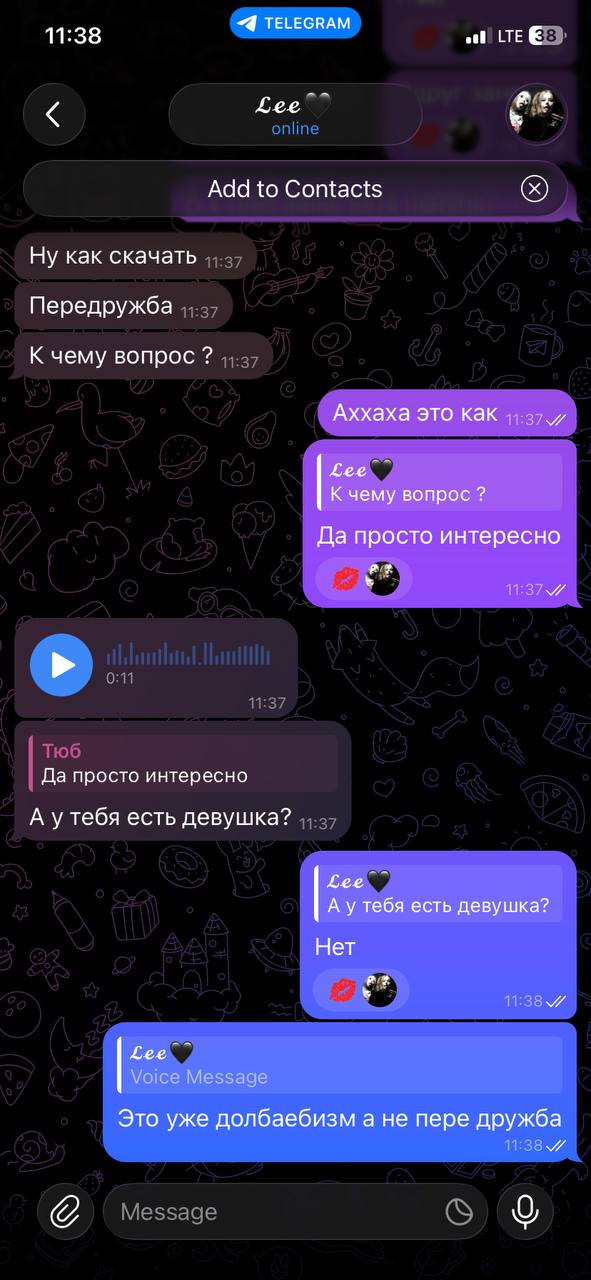 11:38
TELEGRAM
LTE 38
𝓛𝓮𝓮🖤
online
Add to Contacts
Ну как скачать 11:37
Передружба 11:37
К чему вопрос ? 11:37
Аххаха это как 11:37
𝓛𝓮𝓮🖤
К чему вопрос ?
Да просто интересно
11:37
0:11
11:37
Тюб
Да просто интересно
А у тебя есть девушка? 11:37
𝓛𝓮𝓮🖤
А у тебя есть девушка?
Нет
11:38
𝓛𝓮𝓮🖤
Voice Message
Это уже долбаебизм а не пере дружба
11:38
Message